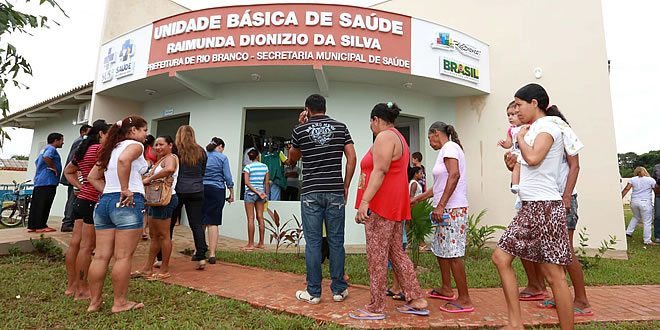 UNIDADE BÁSICA DE SAÚDE
RAIMUNDA DIONIZIO DA SILVA
PREFEITURA DE RIO BRANCO - SECRETARIA MUNICIPAL DE SAÚDE
SAÚDE
BRASIL